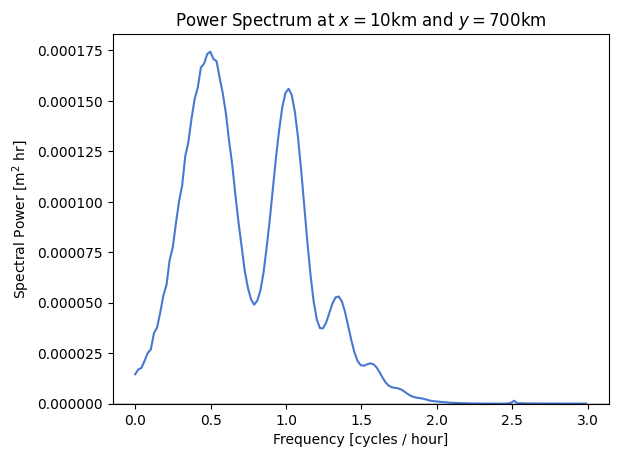 Power Spectrum at x = 10km and y = 700km
Spectral Power [m² hr]
0.000175
0.000150
0.000125
0.000100
0.000075
0.000050
0.000025
0.000000
0.0 0.5 1.0 1.5 2.0 2.5 3.0
Frequency [cycles / hour]